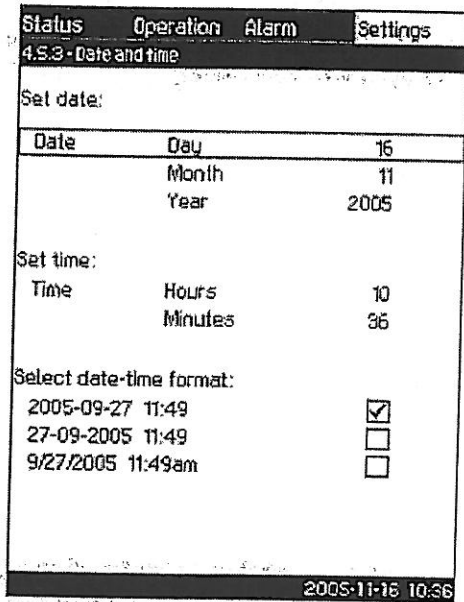 Status Operation Alarm Settings
4.5.3 - Date and time
Set date:
Date Day 16
Month 11
Year 2005
Set time:
Time Hours 10
Minutes 36
Select date-time format:
2005-09-27 11:49
27-09-2005 11:49
9/27/2005 11:49am
2005-11-16 10:36